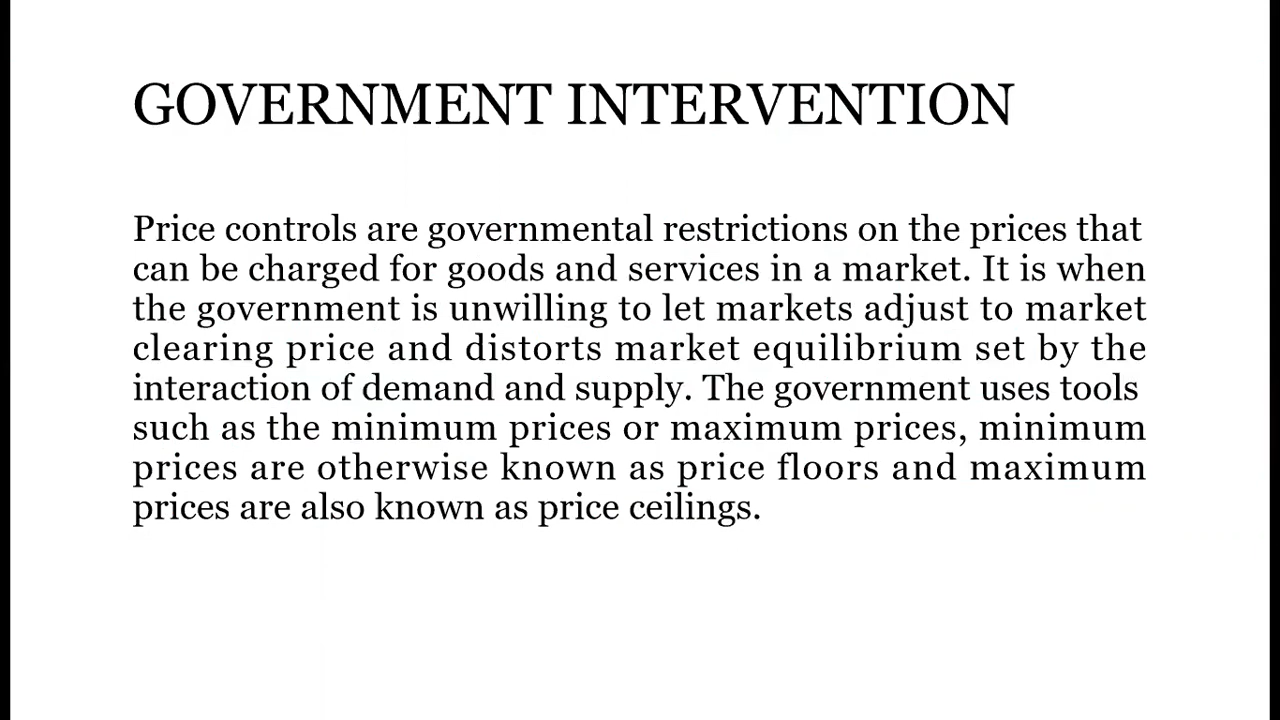 GOVERNMENT INTERVENTION
Price controls are governmental restrictions on the prices that
can be charged for goods and services in a market. It is when
the government is unwilling to let markets adjust to market
clearing price and distorts market equilibrium set by the
interaction of demand and supply. The government uses tools
such as the minimum prices or maximum prices, minimum
prices are otherwise known as price floors and maximum
prices are also known as price ceilings.